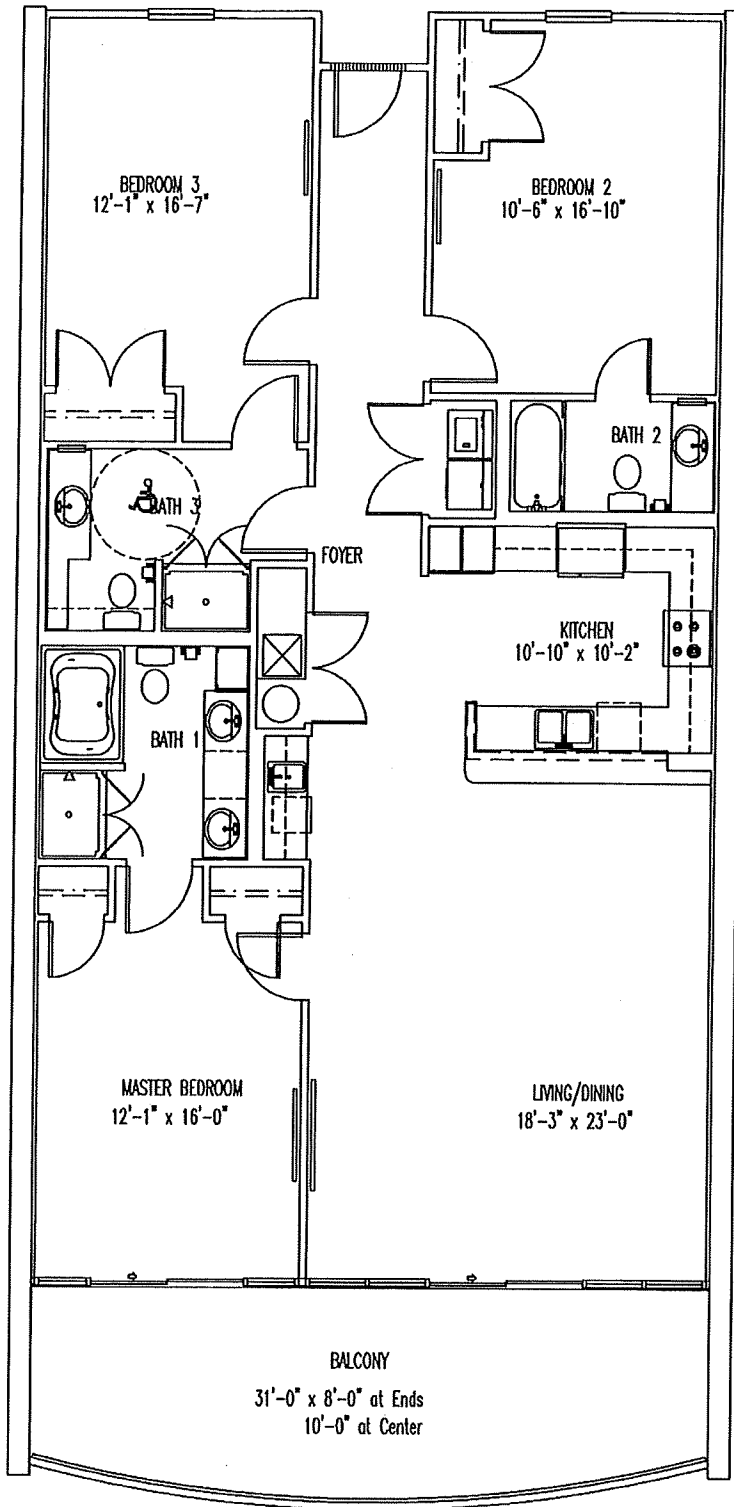 BEDROOM 3
12'-1" x 16'-7"
BEDROOM 2
10'-6" x 16'-10"
BATH 2
BATH 3
FOYER
KITCHEN
10'-10" x 10'-2"
BATH 1
MASTER BEDROOM
12'-1" x 16'-0"
LIVING/DINING
18'-3" x 23'-0"
BALCONY
31'-0" x 8'-0" at Ends
10'-0" at Center